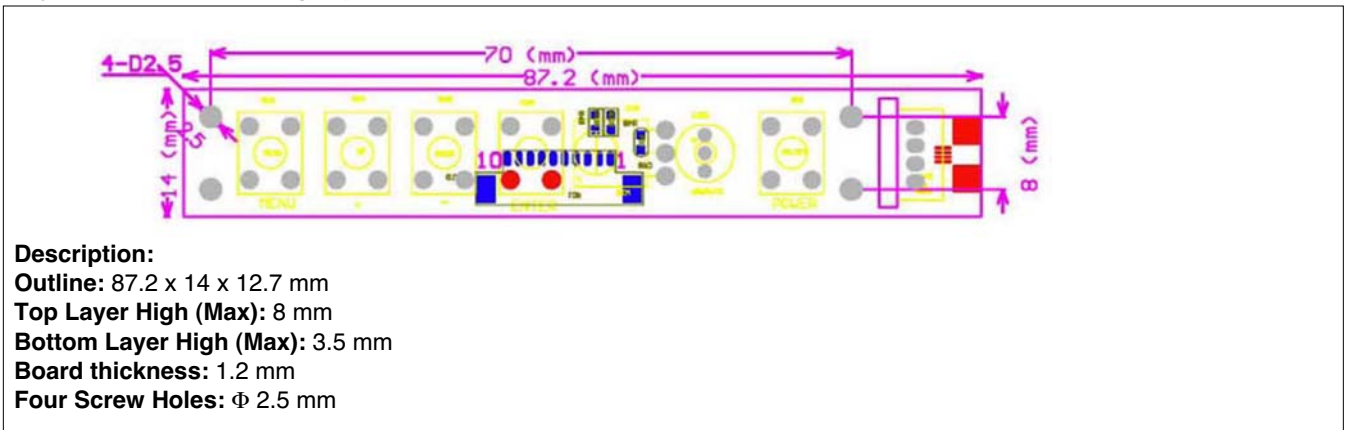 70 (mm)
4-D2.5
87.2 (mm)
14 (mm)
2.5
8 (mm)
10
1
MENU
+
-
ENTER
POWER
Description:
Outline: 87.2 x 14 x 12.7 mm
Top Layer High (Max): 8 mm
Bottom Layer High (Max): 3.5 mm
Board thickness: 1.2 mm
Four Screw Holes: Φ 2.5 mm